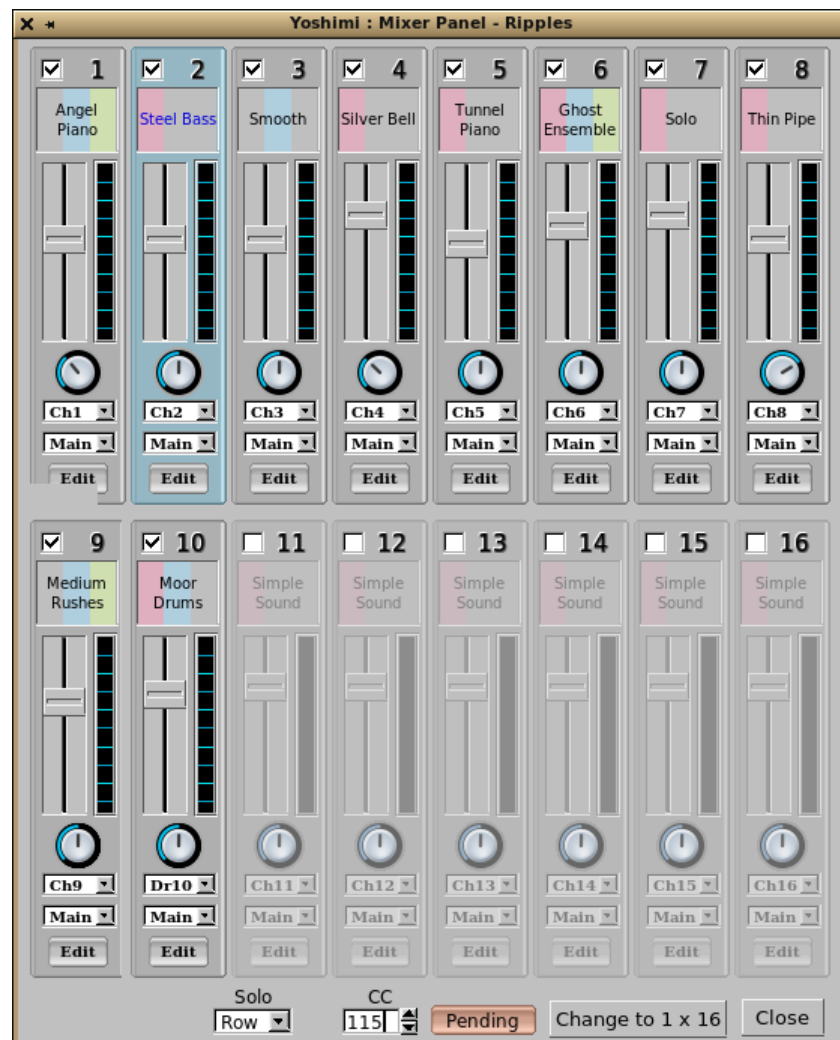 Yoshimi : Mixer Panel - Ripples
1 2 3 4 5 6 7 8
Angel Piano Steel Bass Smooth Silver Bell Tunnel Piano Ghost Ensemble Solo Thin Pipe
Ch1 Ch2 Ch3 Ch4 Ch5 Ch6 Ch7 Ch8
Main Main Main Main Main Main Main Main
Edit Edit Edit Edit Edit Edit Edit Edit
9 10 11 12 13 14 15 16
Medium Rushes Moor Drums Simple Sound Simple Sound Simple Sound Simple Sound Simple Sound Simple Sound
Ch9 Dr10 Ch11 Ch12 Ch13 Ch14 Ch15 Ch16
Main Main Main Main Main Main Main Main
Edit Edit Edit Edit Edit Edit Edit Edit
Solo CC
Row 115 Pending Change to 1 x 16 Close